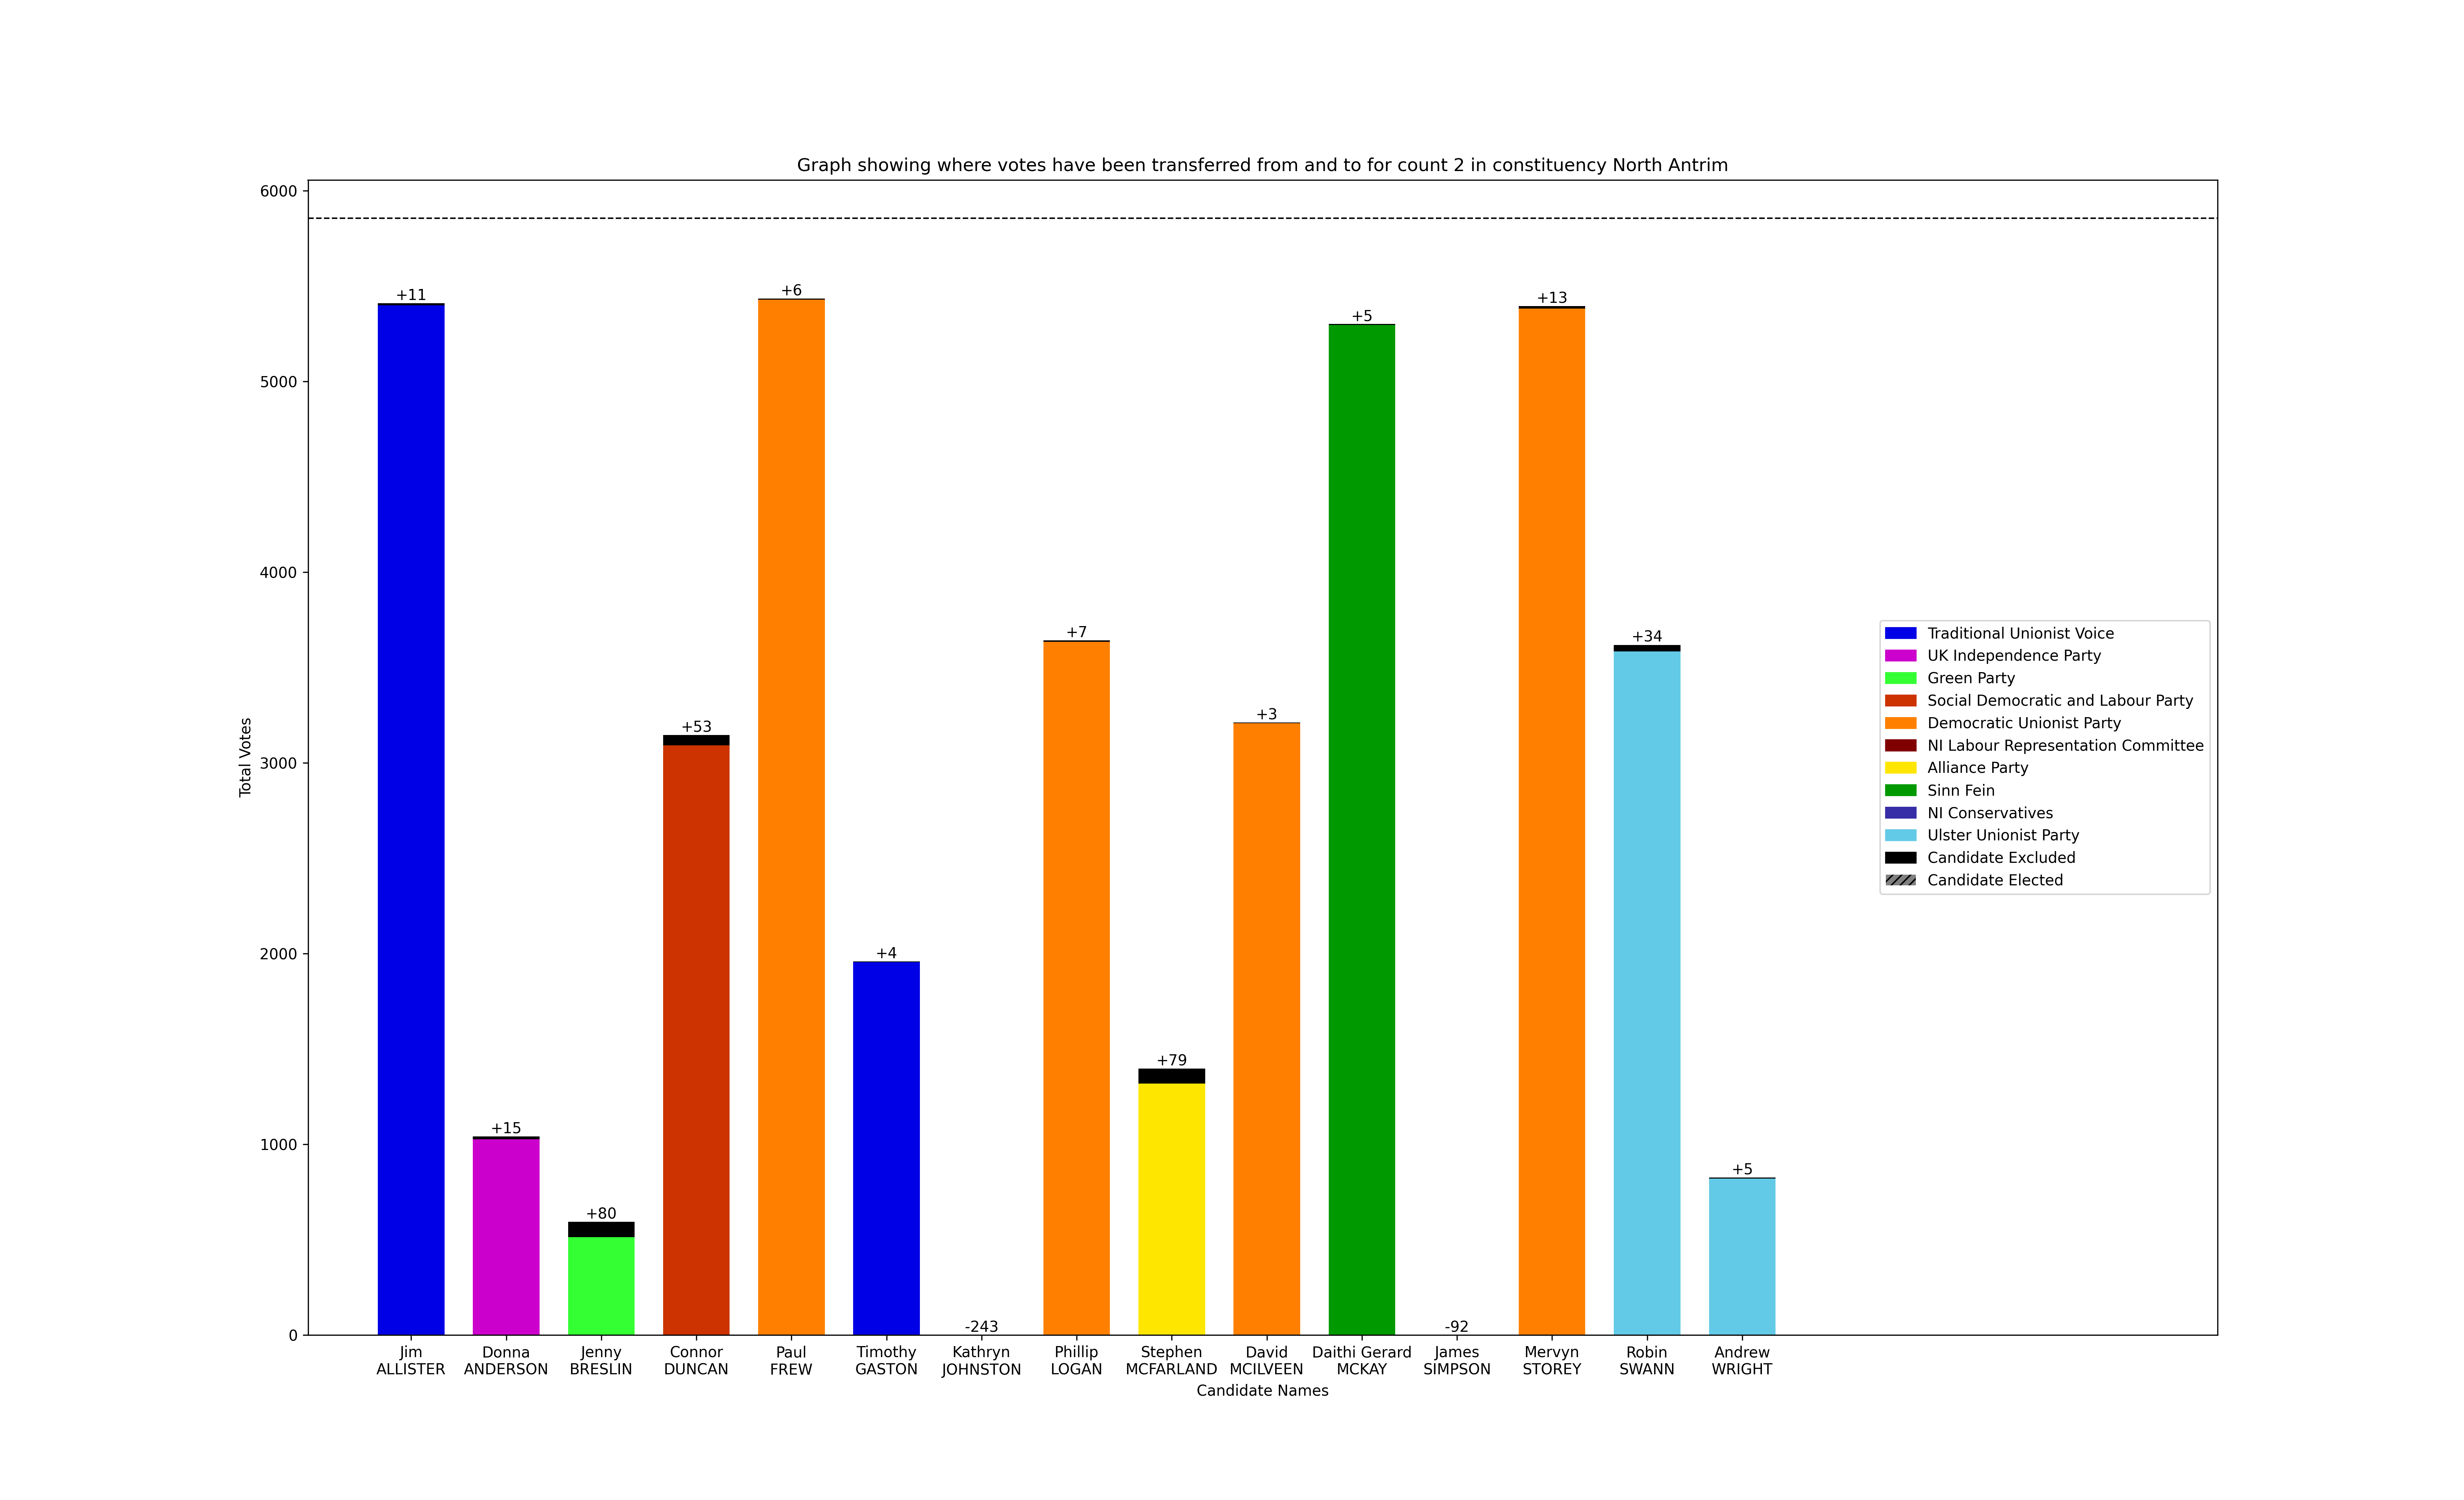 Graph showing where votes have been transferred from and to for count 2 in constituency North Antrim
6000
5000
4000
3000
2000
1000
0
Total Votes
+11
+15
+80
+53
+6
+4
-243
+7
+79
+3
+5
-92
+13
+34
+5
Jim
ALLISTER
Donna
ANDERSON
Jenny
BRESLIN
Connor
DUNCAN
Paul
FREW
Timothy
GASTON
Kathryn
JOHNSTON
Phillip
LOGAN
Stephen
MCFARLAND
David
MCILVEEN
Daithi Gerard
MCKAY
James
SIMPSON
Mervyn
STOREY
Robin
SWANN
Andrew
WRIGHT
Candidate Names
Traditional Unionist Voice
UK Independence Party
Green Party
Social Democratic and Labour Party
Democratic Unionist Party
NI Labour Representation Committee
Alliance Party
Sinn Fein
NI Conservatives
Ulster Unionist Party
Candidate Excluded
Candidate Elected